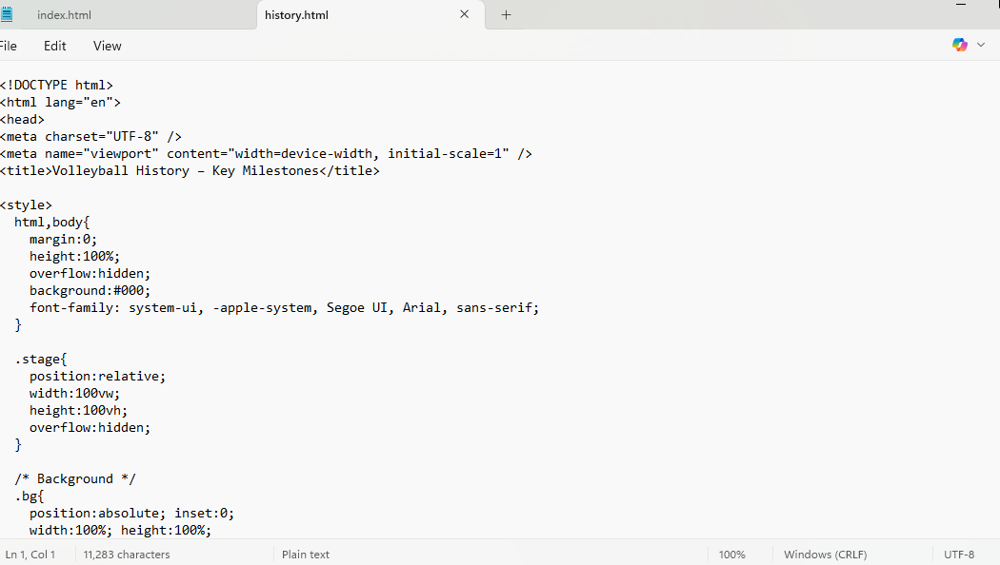 index.html
history.html
File Edit View
<!DOCTYPE html>
<html lang="en">
<head>
<meta charset="UTF-8" />
<meta name="viewport" content="width=device-width, initial-scale=1" />
<title>Volleyball History – Key Milestones</title>
<style>
html,body{
margin:0;
height:100%;
overflow:hidden;
background:#000;
font-family: system-ui, -apple-system, Segoe UI, Arial, sans-serif;
}
.stage{
position:relative;
width:100vw;
height:100vh;
overflow:hidden;
}
/* Background */
.bg{
position:absolute; inset:0;
width:100%; height:100%;
Ln 1, Col 1 11,283 characters Plain text 100% Windows (CRLF) UTF-8